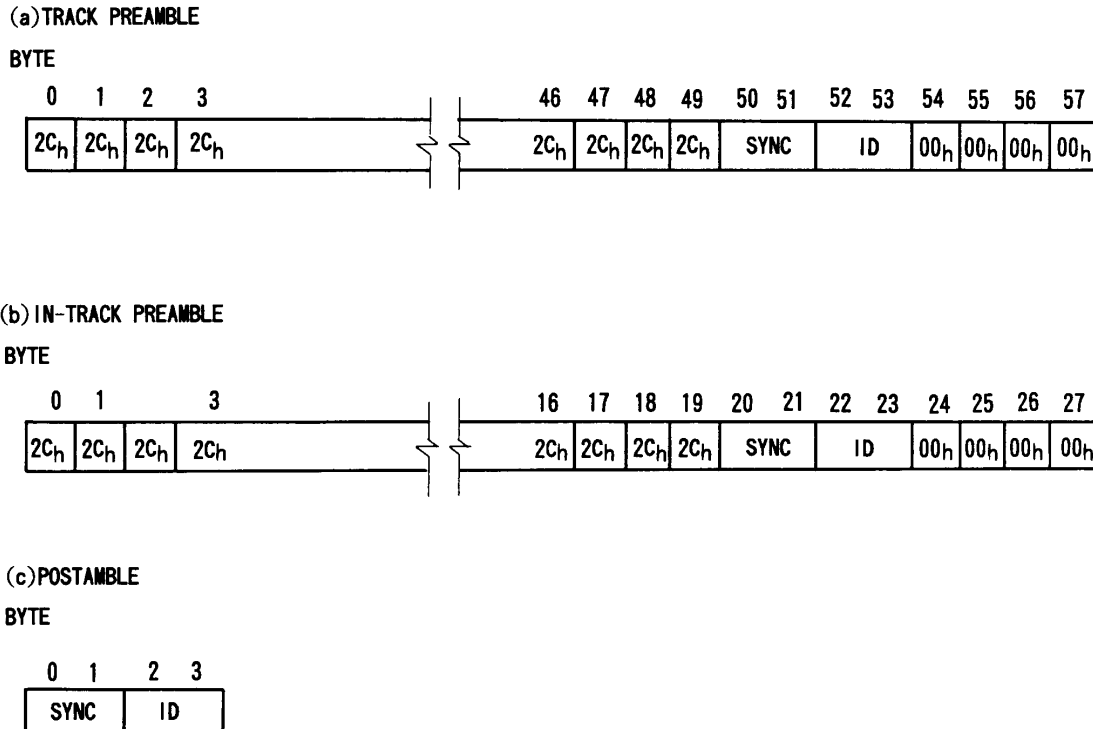 (a)TRACK PREAMBLE
BYTE
0 1 2 3 46 47 48 49 50 51 52 53 54 55 56 57
2Ch 2Ch 2Ch 2Ch 2Ch 2Ch 2Ch 2Ch SYNC ID 00h 00h 00h 00h
(b)IN-TRACK PREAMBLE
BYTE
0 1 3 16 17 18 19 20 21 22 23 24 25 26 27
2Ch 2Ch 2Ch 2Ch 2Ch 2Ch 2Ch 2Ch SYNC ID 00h 00h 00h 00h
(c)POSTAMBLE
BYTE
0 1 2 3
SYNC ID